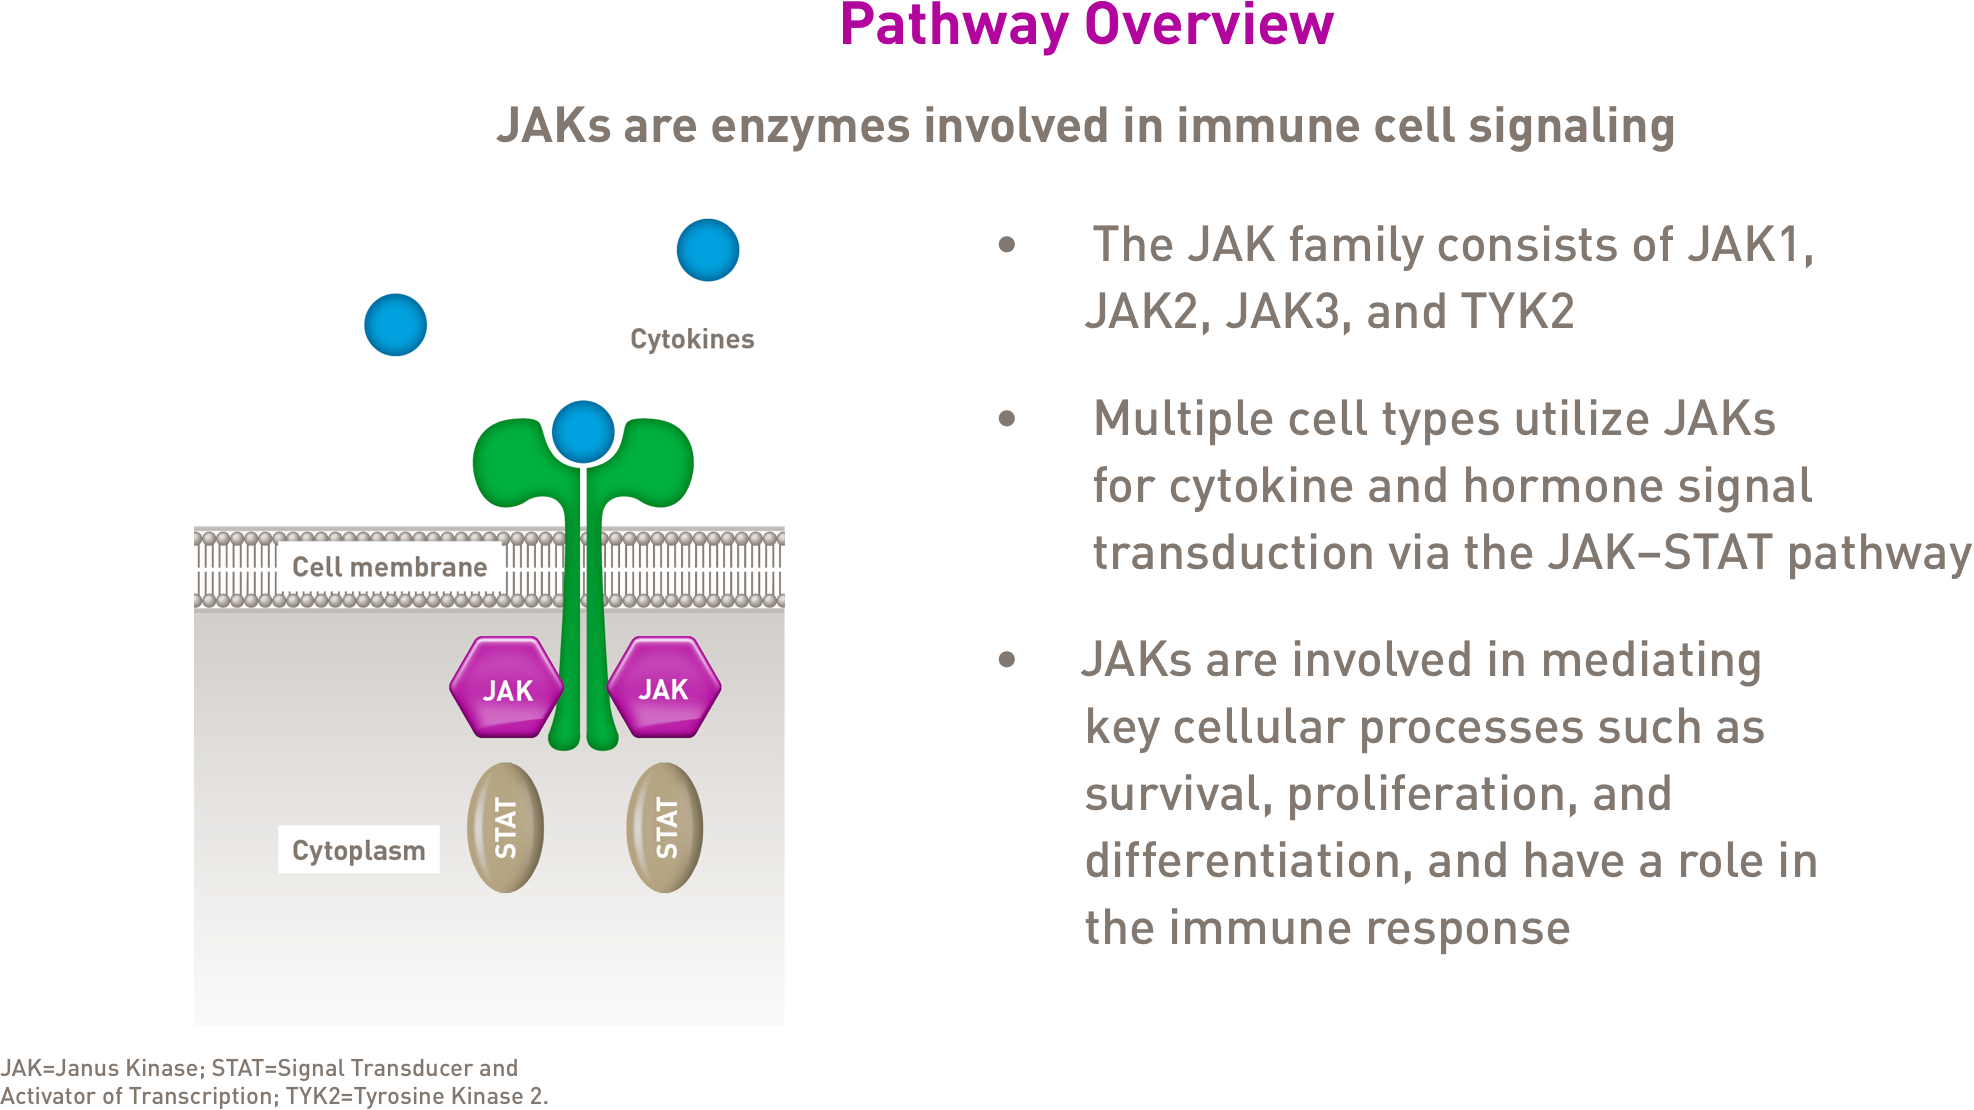 Pathway Overview
JAKs are enzymes involved in immune cell signaling
Cytokines
Cell membrane
JAK
JAK
STAT
STAT
Cytoplasm
• The JAK family consists of JAK1,
JAK2, JAK3, and TYK2
• Multiple cell types utilize JAKs
for cytokine and hormone signal
transduction via the JAK–STAT pathway
• JAKs are involved in mediating
key cellular processes such as
survival, proliferation, and
differentiation, and have a role in
the immune response
JAK=Janus Kinase; STAT=Signal Transducer and
Activator of Transcription; TYK2=Tyrosine Kinase 2.